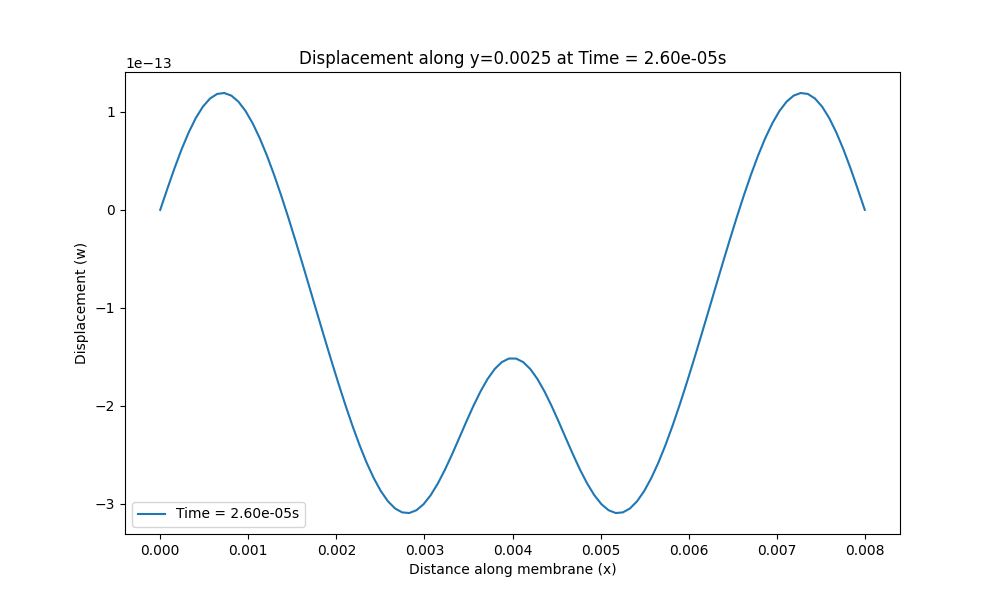 Displacement along y=0.0025 at Time = 2.60e-05s
1e−13
1
0
−1
−2
−3
Displacement (w)
Time = 2.60e-05s
0.000 0.001 0.002 0.003 0.004 0.005 0.006 0.007 0.008
Distance along membrane (x)